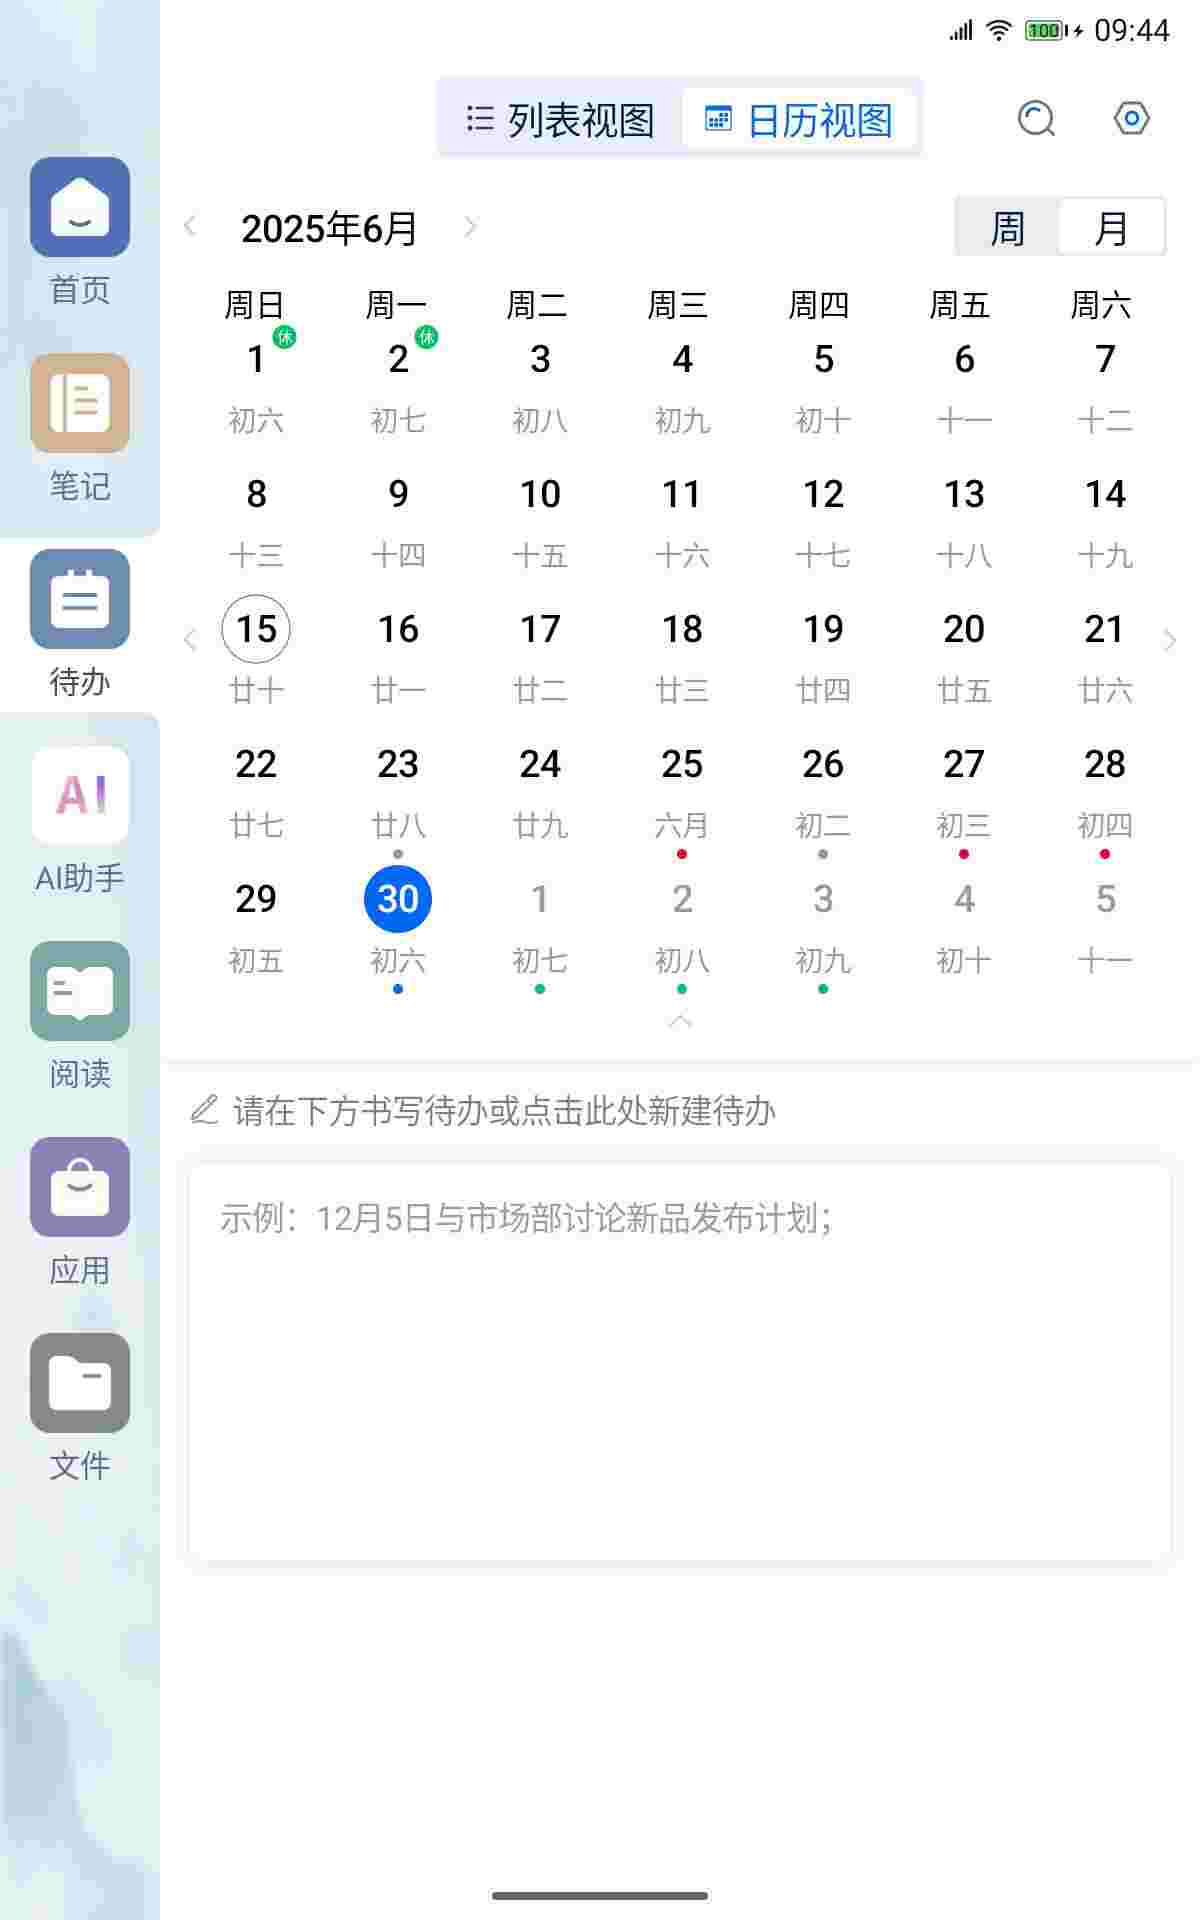 100 09:44
列表视图 日历视图
首页
笔记
待办
AI
AI助手
阅读
应用
文件
2025年6月 周 月
周日 周一 周二 周三 周四 周五 周六
休 休
1 2 3 4 5 6 7
初六 初七 初八 初九 初十 十一 十二
8 9 10 11 12 13 14
十三 十四 十五 十六 十七 十八 十九
15 16 17 18 19 20 21
廿十 廿一 廿二 廿三 廿四 廿五 廿六
22 23 24 25 26 27 28
廿七 廿八 廿九 六月 初二 初三 初四
29 30 1 2 3 4 5
初五 初六 初七 初八 初九 初十 十一
请在下方书写待办或点击此处新建待办
示例：12月5日与市场部讨论新品发布计划；